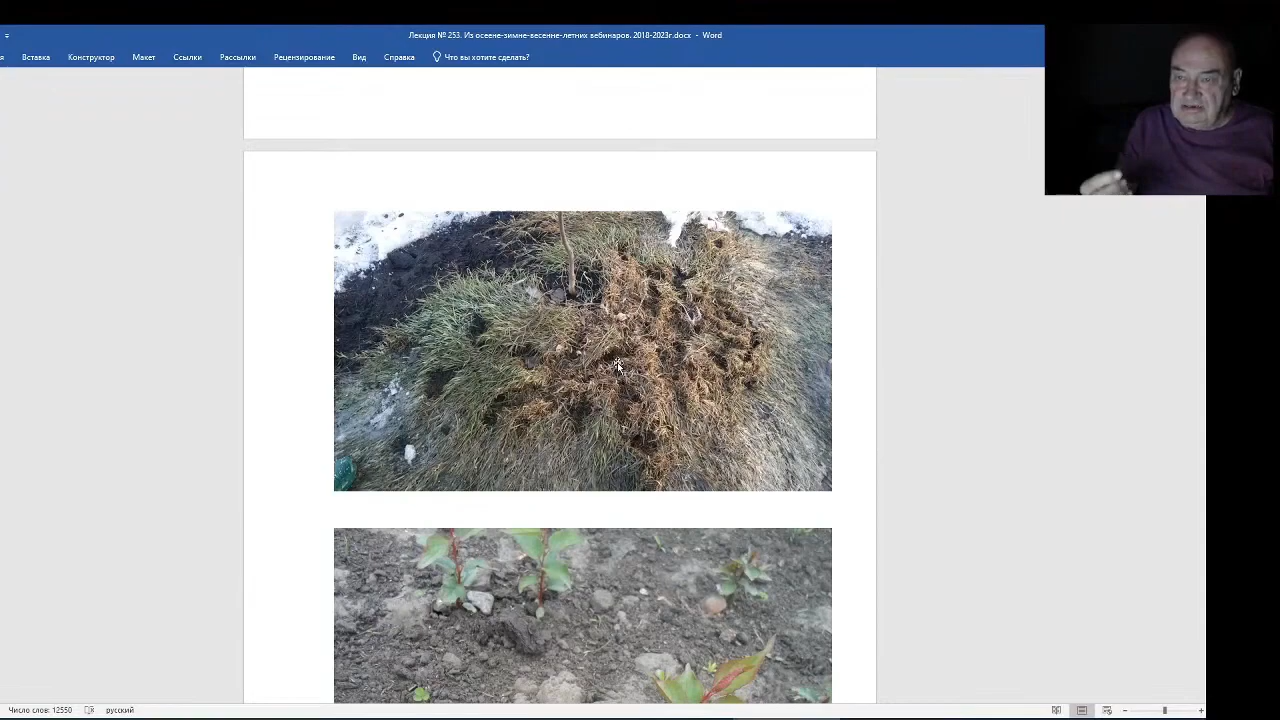 Лекция № 253. Из осеене-зимне-весенне-летних вебинаров. 2018-2023г.docx - Word
я Вставка Конструктор Макет Ссылки Рассылки Рецензирование Вид Справка Что вы хотите сделать?
Число слов: 12550 русский